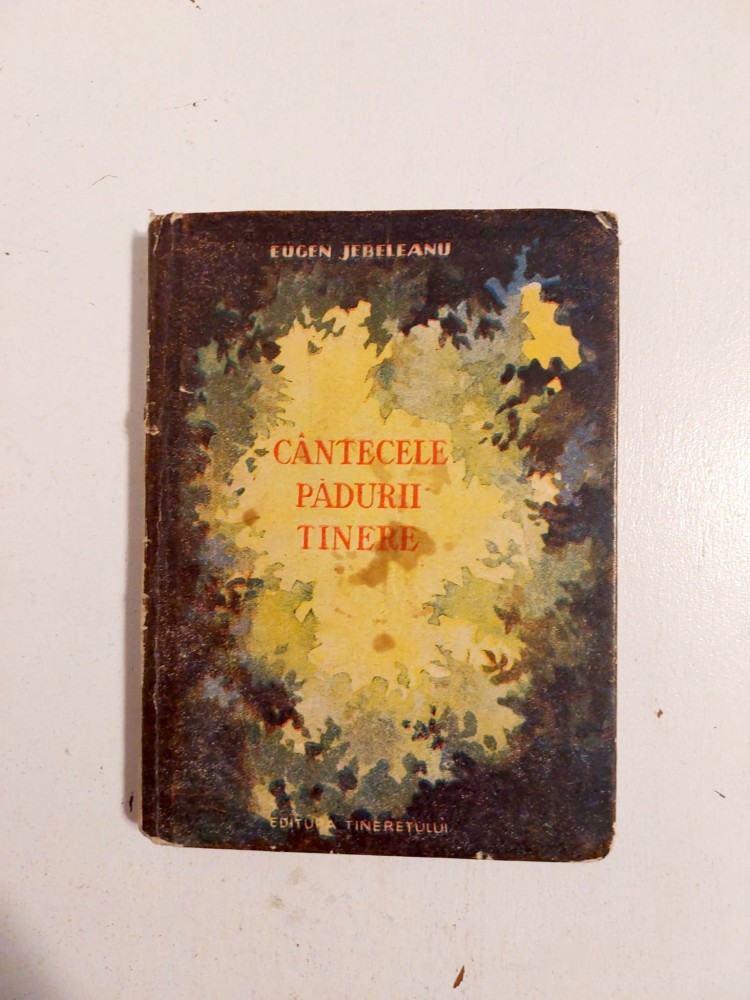 EUGEN JEBELEANU
CÂNTECELE
PĂDURII
TINERE
EDITURA TINERETULUI